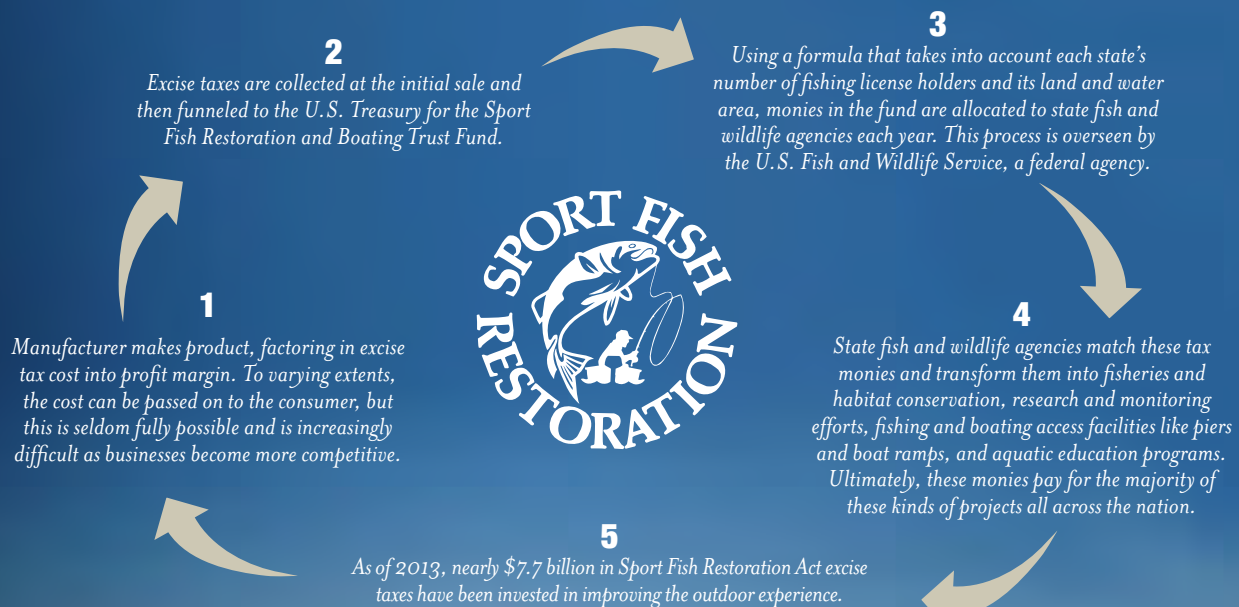 1
Manufacturer makes product, factoring in excise
tax cost into profit margin. To varying extents,
the cost can be passed on to the consumer, but
this is seldom fully possible and is increasingly
difficult as businesses become more competitive.
2
Excise taxes are collected at the initial sale and
then funneled to the U.S. Treasury for the Sport
Fish Restoration and Boating Trust Fund.
3
Using a formula that takes into account each state’s
number of fishing license holders and its land and water
area, monies in the fund are allocated to state fish and
wildlife agencies each year. This process is overseen by
the U.S. Fish and Wildlife Service, a federal agency.
4
State fish and wildlife agencies match these tax
monies and transform them into fisheries and
habitat conservation, research and monitoring
efforts, fishing and boating access facilities like piers
and boat ramps, and aquatic education programs.
Ultimately, these monies pay for the majority of
these kinds of projects all across the nation.
5
As of 2013, nearly $7.7 billion in Sport Fish Restoration Act excise
taxes have been invested in improving the outdoor experience.
SPORT FISH
RESTORATION